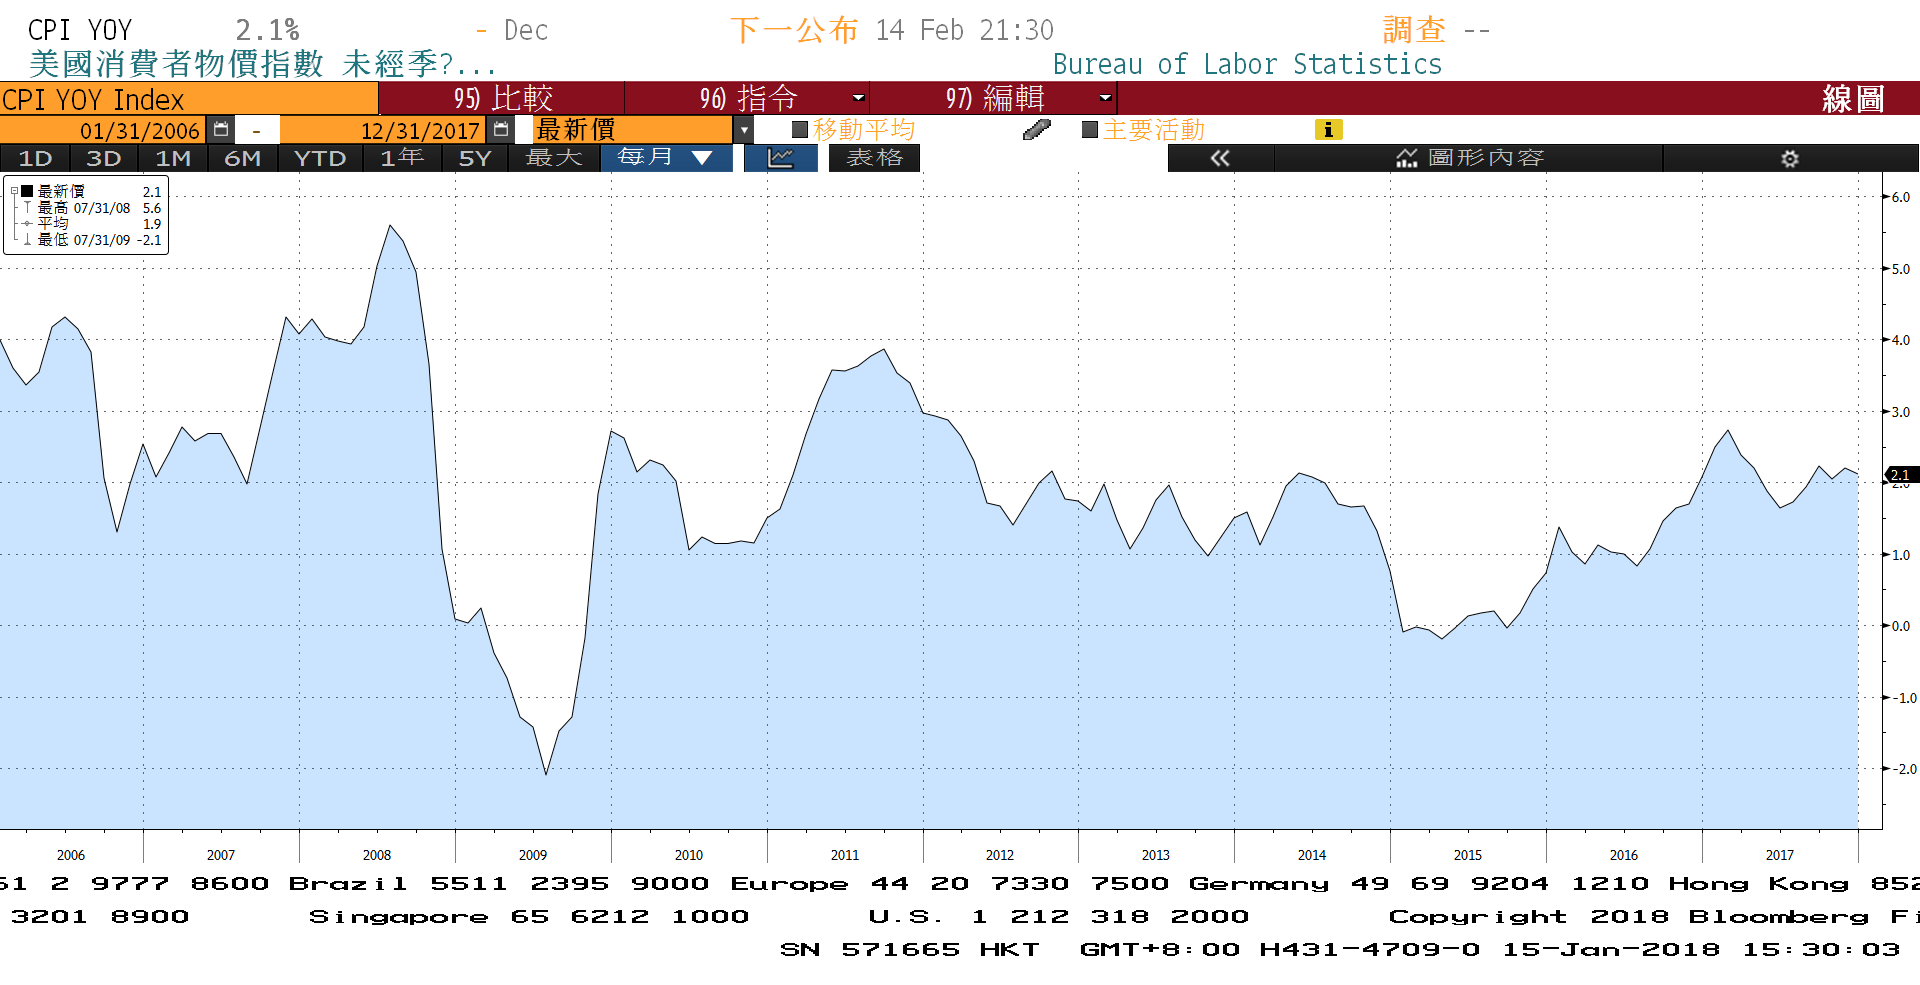 CPI YOY 2.1% - Dec 下一公布 14 Feb 21:30 調查 --
美國消費者物價指數 未經季?... Bureau of Labor Statistics
CPI YOY Index 95) 比較 96) 指令 97) 編輯 線圖
01/31/2006 - 12/31/2017 最新價 移動平均 主要活動 i
1D 3D 1M 6M YTD 1年 5Y 最大 每月 ▼ 表格 « 圖形內容
最新價 2.1
最高 07/31/08 5.6
平均 1.9
最低 07/31/09 -2.1
6.0
5.0
4.0
3.0
2.1
2.0
1.0
0.0
-1.0
-2.0
2006 2007 2008 2009 2010 2011 2012 2013 2014 2015 2016 2017
61 2 9777 8600 Brazil 5511 2395 9000 Europe 44 20 7330 7500 Germany 49 69 9204 1210 Hong Kong 852
3201 8900 Singapore 65 6212 1000 U.S. 1 212 318 2000 Copyright 2018 Bloomberg Fi
SN 571665 HKT GMT+8:00 H431-4709-0 15-Jan-2018 15:30:03